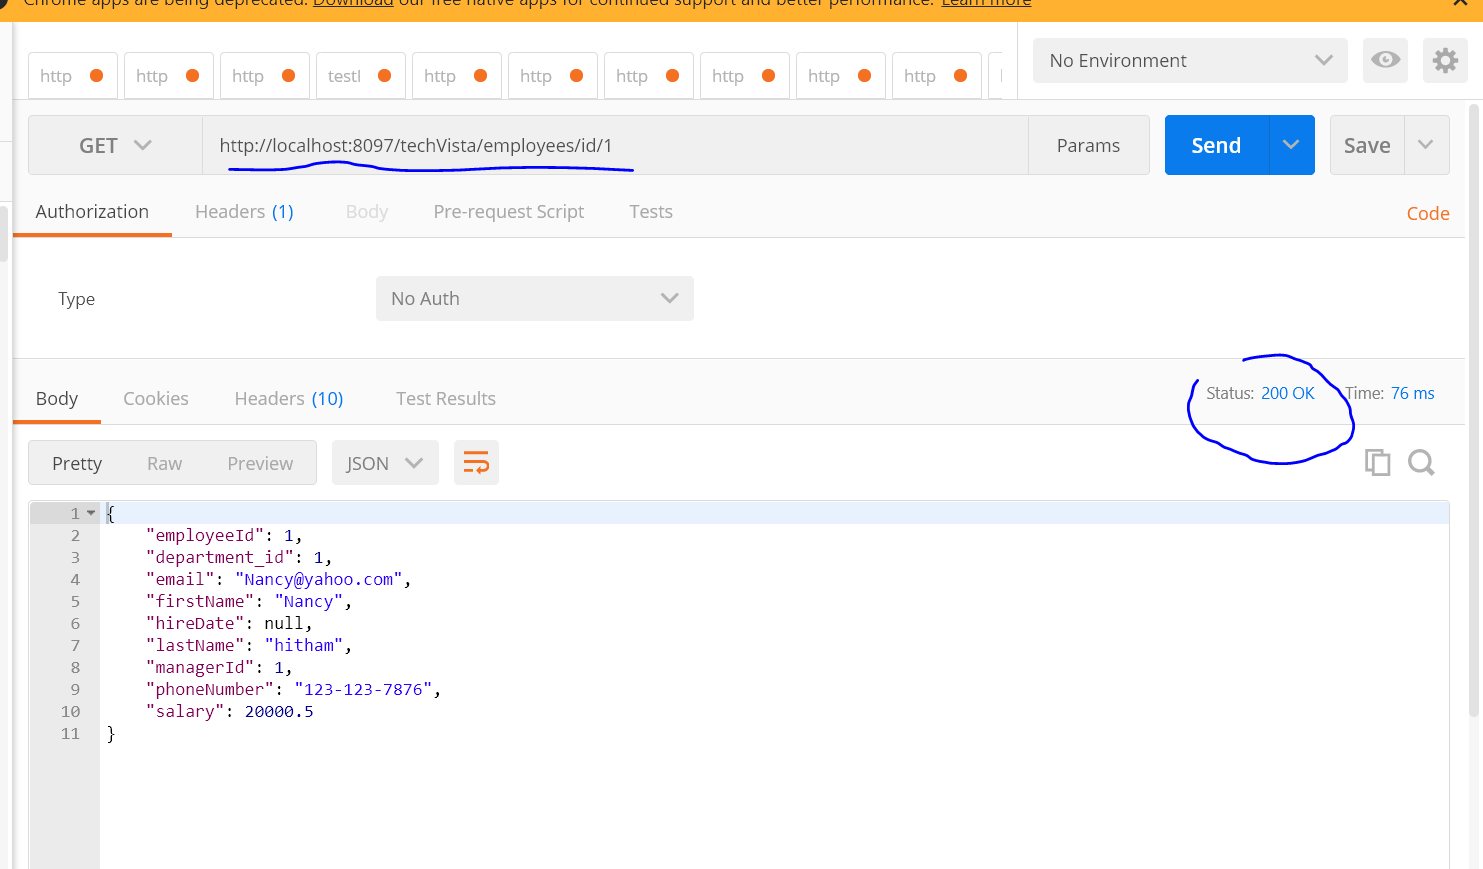 Chrome apps are being deprecated. Download our free native apps for continued support and better performance. Learn more
http http http testl http http http http http http
No Environment
GET http://localhost:8097/techVista/employees/id/1 Params Send Save
Authorization Headers (1) Body Pre-request Script Tests Code
Type No Auth
Body Cookies Headers (10) Test Results Status: 200 OK Time: 76 ms
Pretty Raw Preview JSON
1 {
2 "employeeId": 1,
3 "department_id": 1,
4 "email": "Nancy@yahoo.com",
5 "firstName": "Nancy",
6 "hireDate": null,
7 "lastName": "hitham",
8 "managerId": 1,
9 "phoneNumber": "123-123-7876",
10 "salary": 20000.5
11 }